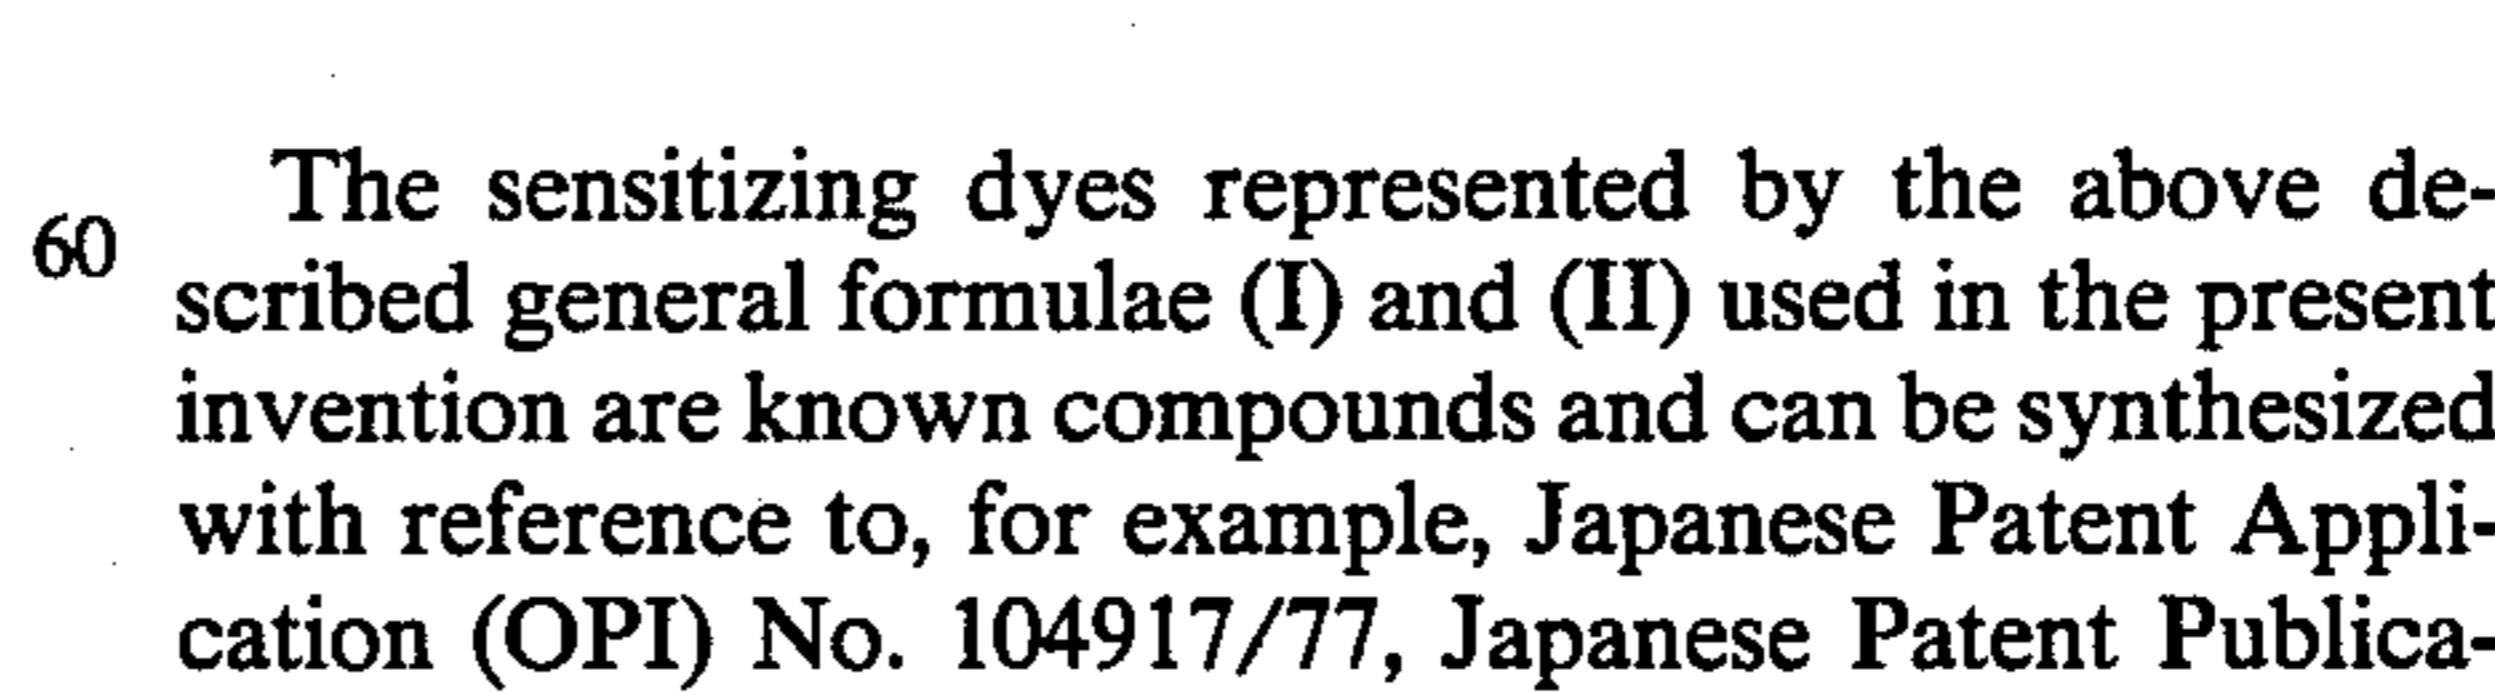 The sensitizing dyes represented by the above de-
60
scribed general formulae (I) and (II) used in the present
invention are known compounds and can be synthesized
with reference to, for example, Japanese Patent Appli-
cation (OPI) No. 104917/77, Japanese Patent Publica-